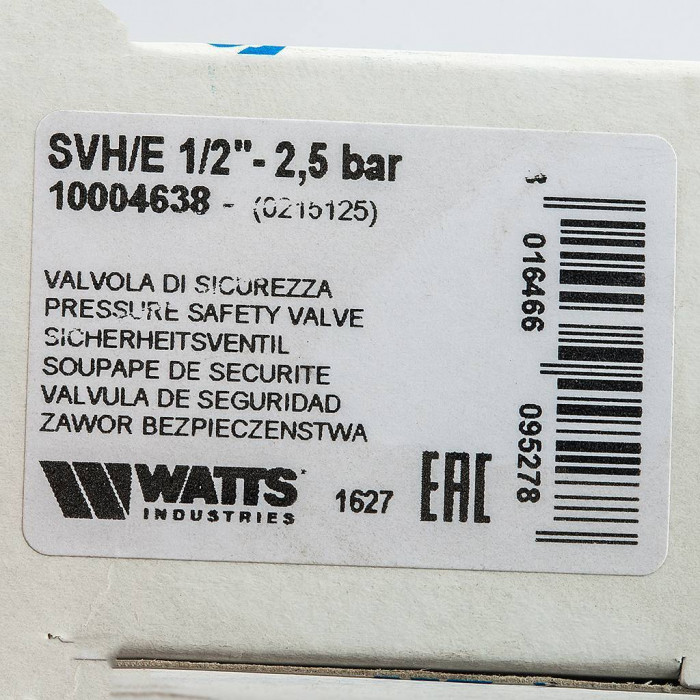 SVH/E 1/2"- 2,5 bar
10004638 - (0215125)
VALVOLA DI SICUREZZA
PRESSURE SAFETY VALVE
SICHERHEITSVENTIL
SOUPAPE DE SECURITE
VALVULA DE SEGURIDAD
ZAWOR BEZPIECZENSTWA
WATTS
INDUSTRIES
1627
EAC
8 016466 095278